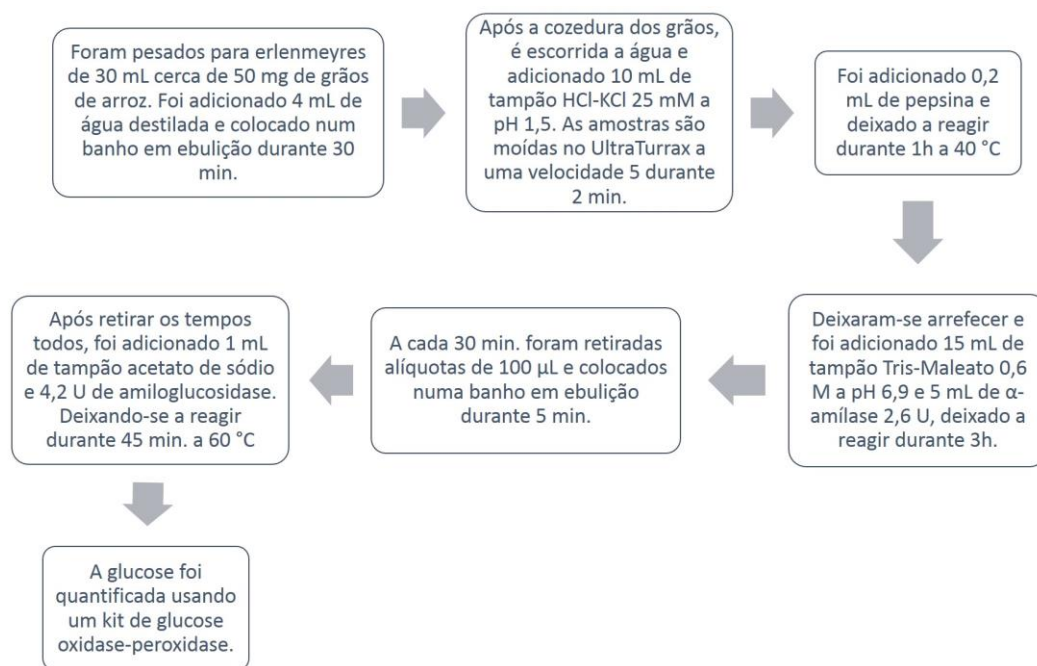 Foram pesados para erlenmeyres
de 30 mL cerca de 50 mg de grãos
de arroz. Foi adicionado 4 mL de
água destilada e colocado num
banho em ebulição durante 30
min.
Após a cozedura dos grãos,
é escorrida a água e
adicionado 10 mL de
tampão HCl-KCl 25 mM a
pH 1,5. As amostras são
moídas no UltraTurrax a
uma velocidade 5 durante
2 min.
Foi adicionado 0,2
mL de pepsina e
deixado a reagir
durante 1h a 40 °C
Deixaram-se arrefecer e
foi adicionado 15 mL de
tampão Tris-Maleato 0,6
M a pH 6,9 e 5 mL de α-
amílase 2,6 U, deixado a
reagir durante 3h.
A cada 30 min. foram retiradas
alíquotas de 100 µL e colocados
numa banho em ebulição
durante 5 min.
Após retirar os tempos
todos, foi adicionado 1 mL
de tampão acetato de sódio
e 4,2 U de amiloglucosidase.
Deixando-se a reagir
durante 45 min. a 60 °C
A glucose foi
quantificada usando
um kit de glucose
oxidase-peroxidase.